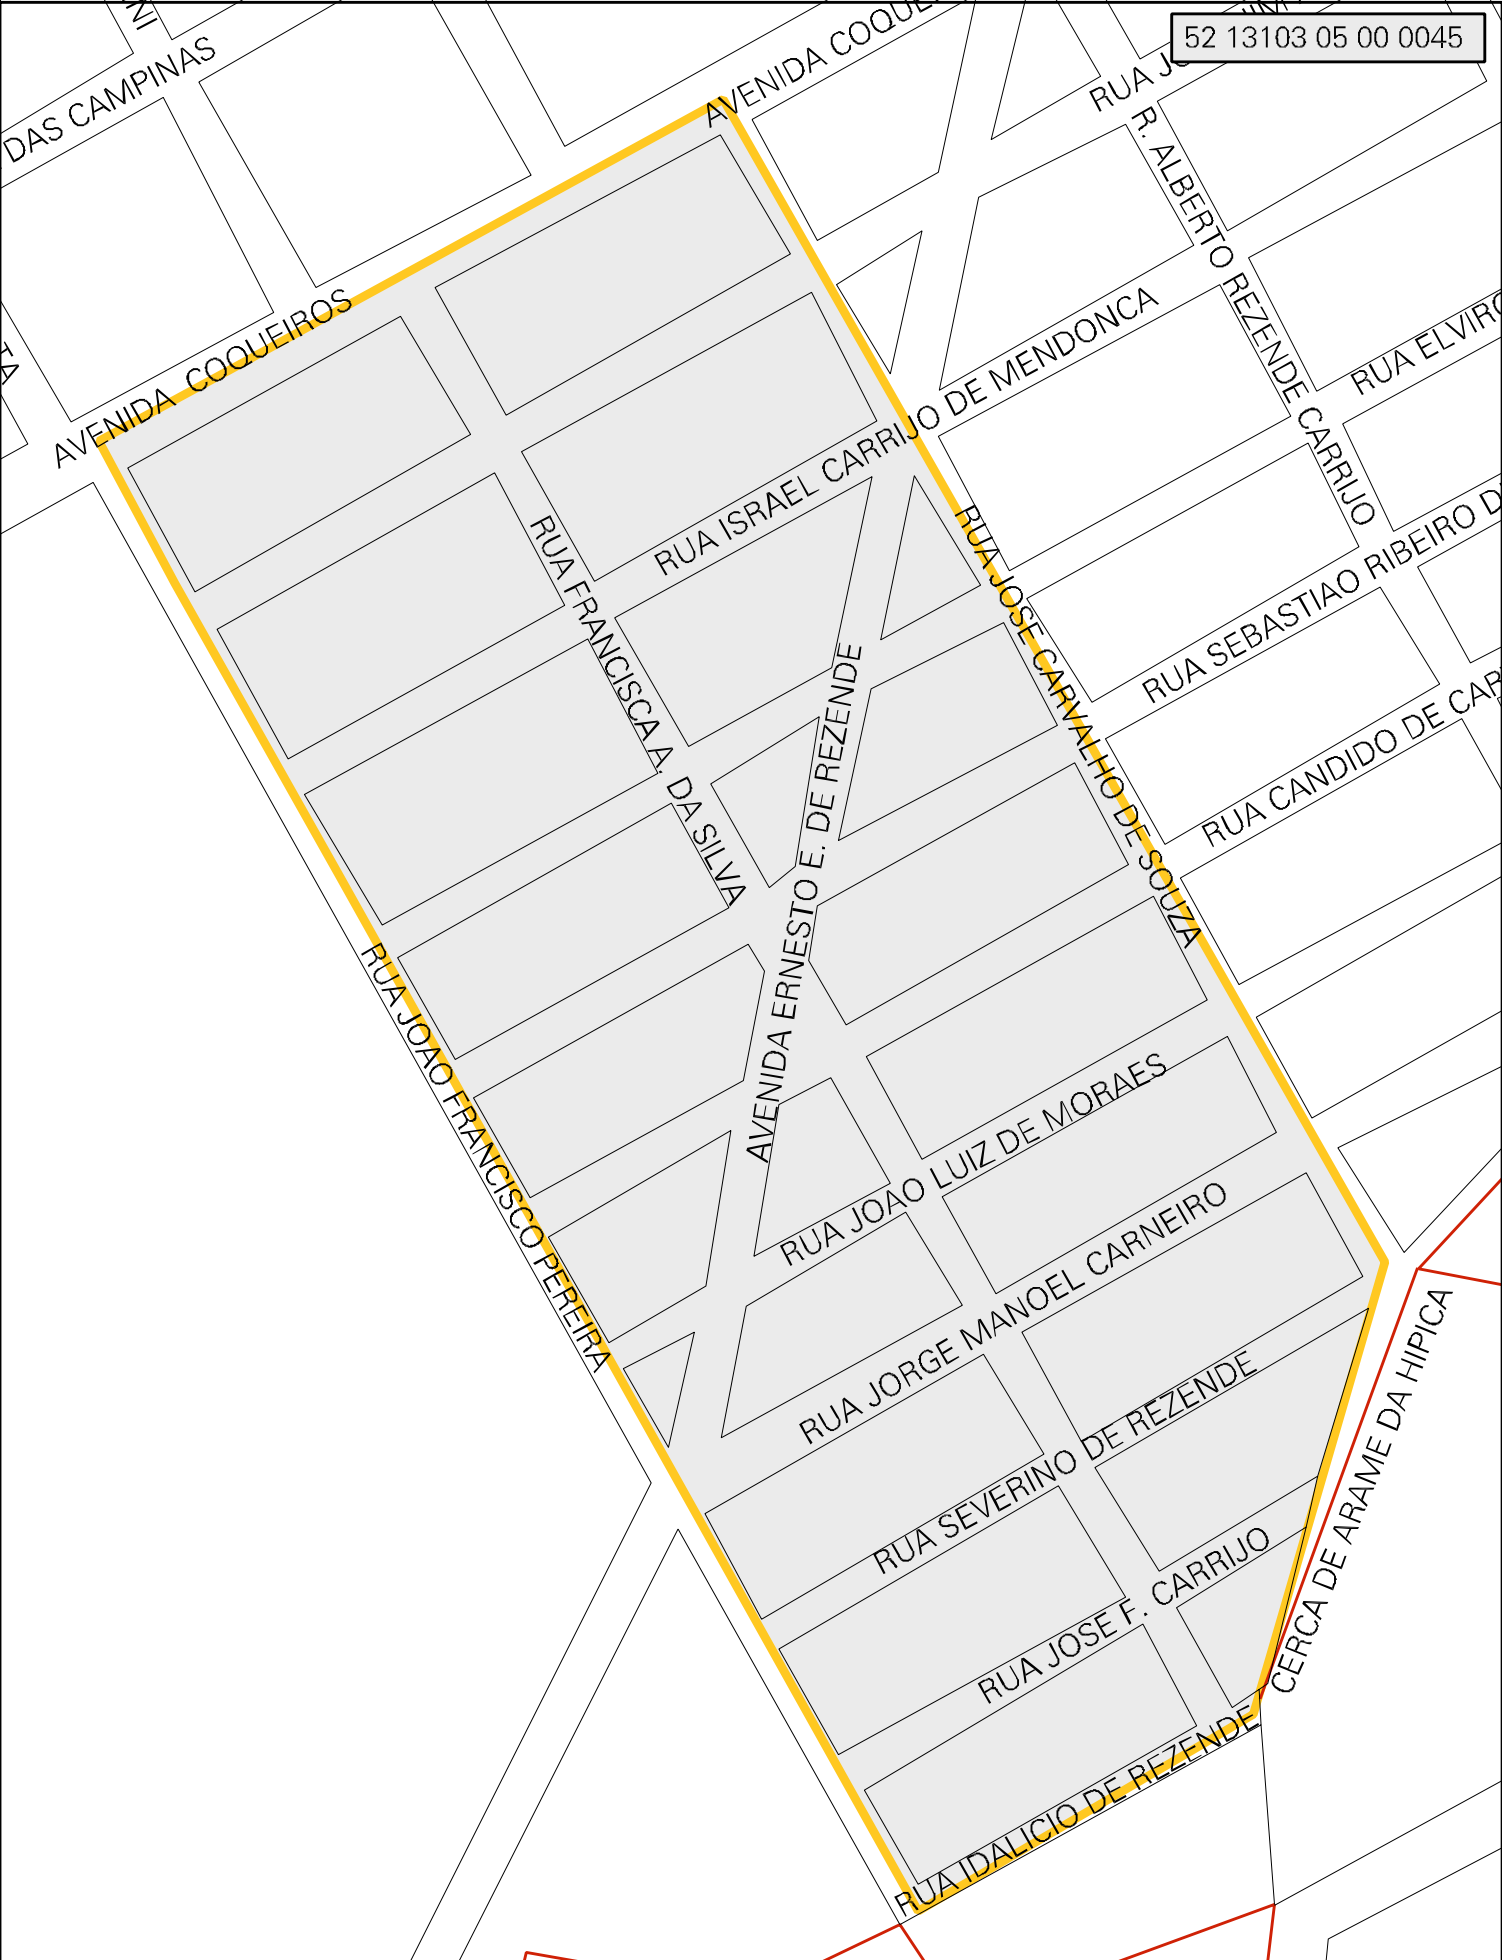 52 13103 05 00 0045
DAS CAMPINAS
AVENIDA
RUA
R. ALBERTO REZENDE CARRIJO
AVENIDA COQUEIROS
RUA ISRAEL CARRIJO DE MENDONCA
RUA
RUA FRANCISCA A. DA SILVA
RUA JOSE CARVALHO DE SOUZA
RUA SEBASTIAO RIBEIRO
RUA CANDIDO DE
AVENIDA ERNESTO E. DE REZENDE
RUA JOAO FRANCISCO PEREIRA
RUA JOAO LUIZ DE MORAES
RUA JORGE MANOEL CARNEIRO
RUA SEVERINO DE REZENDE
RUA JOSE F. CARRIJO
CERCA DE ARAME DA HIPICA
RUA IDALICIO DE REZENDE